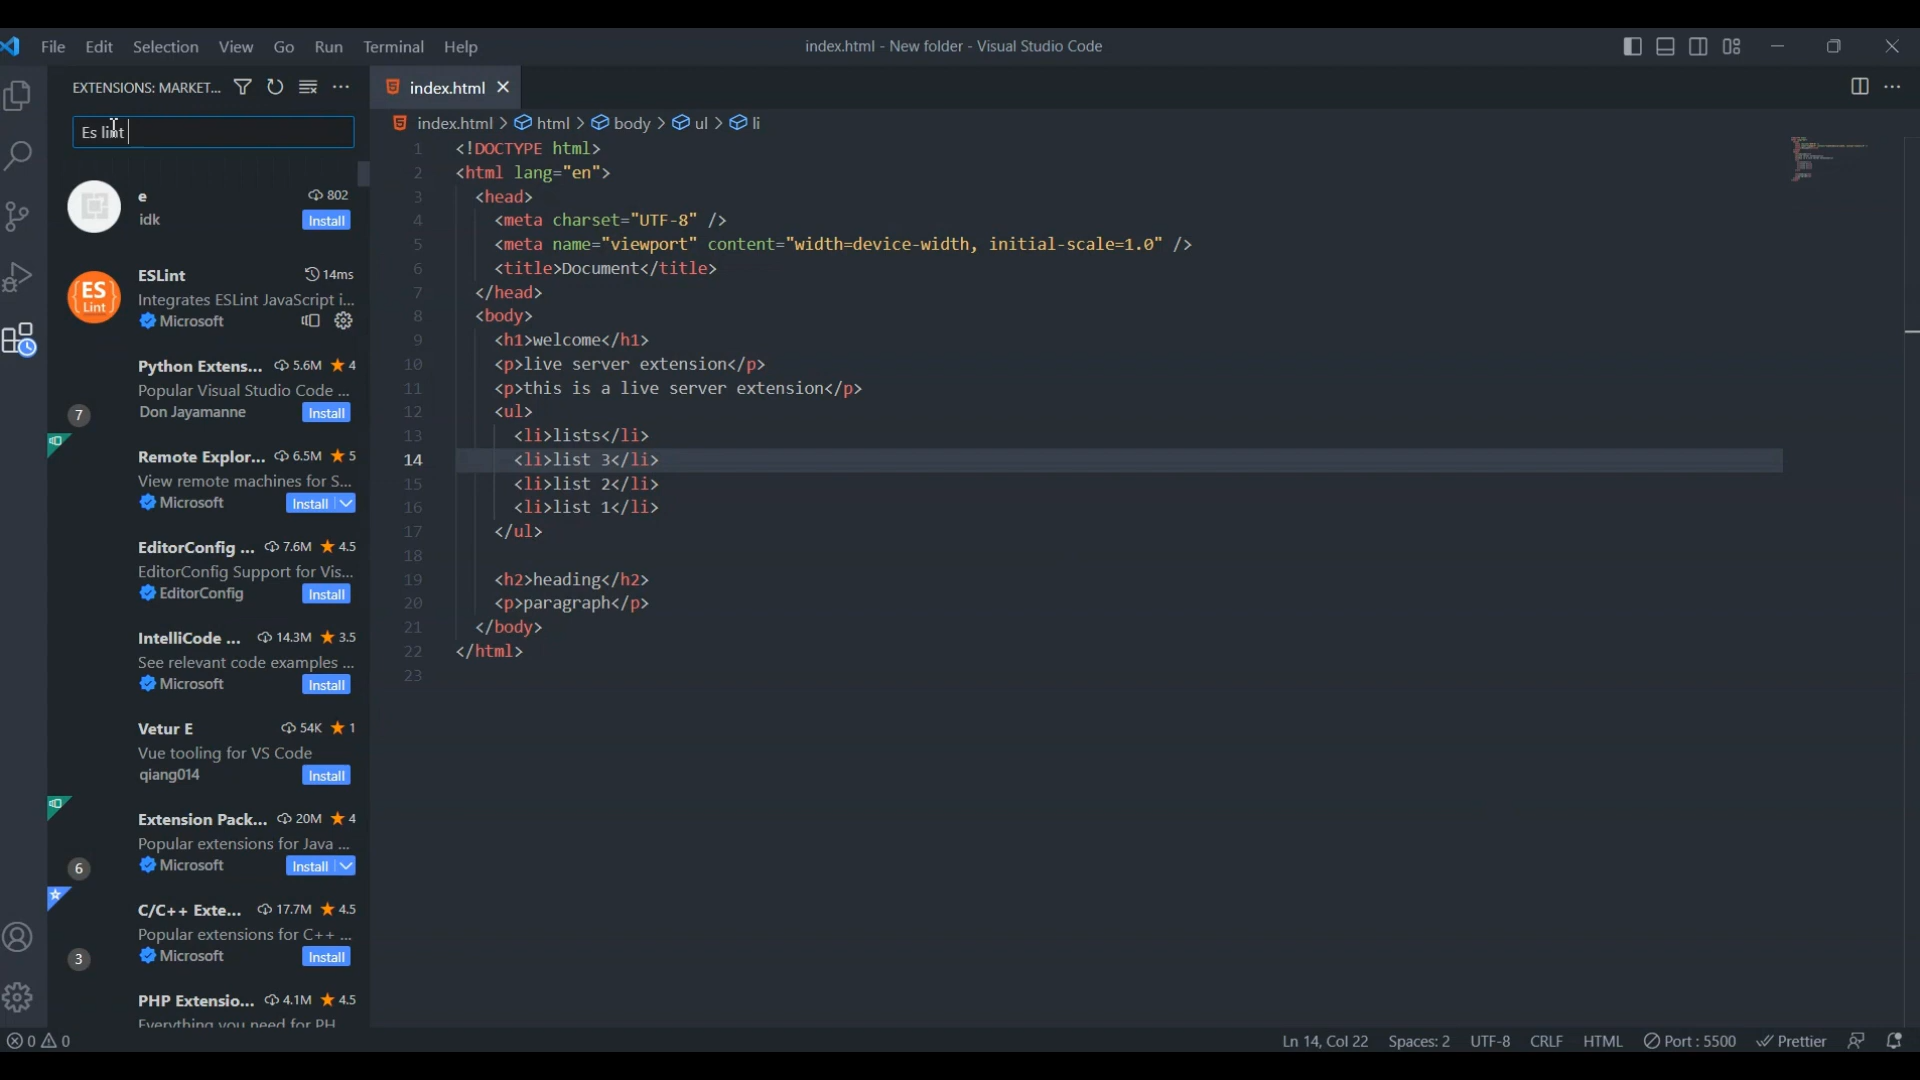 File Edit Selection View Go Run Terminal Help
index.html - New folder - Visual Studio Code
EXTENSIONS: MARKET...
Es lint
e 802
idk Install
ES Lint
ESLint 14ms
Integrates ESLint JavaScript i...
Microsoft
Python Extens... 5.6M 4
Popular Visual Studio Code ...
Don Jayamanne Install
7
Remote Explor... 6.5M 5
View remote machines for S...
Microsoft Install
EditorConfig ... 7.6M 4.5
EditorConfig Support for Vis...
EditorConfig Install
IntelliCode ... 14.3M 3.5
See relevant code examples ...
Microsoft Install
Vetur E 54K 1
Vue tooling for VS Code
qiang014 Install
Extension Pack... 20M 4
Popular extensions for Java ...
Microsoft Install
6
C/C++ Exte... 17.7M 4.5
Popular extensions for C++ ...
Microsoft Install
3
PHP Extensio... 4.1M 4.5
Everything you need for PH
index.html
index.html > html > body > ul > li
1 <!DOCTYPE html>
2 <html lang="en">
3 <head>
4 <meta charset="UTF-8" />
5 <meta name="viewport" content="width=device-width, initial-scale=1.0" />
6 <title>Document</title>
7 </head>
8 <body>
9 <h1>welcome</h1>
10 <p>live server extension</p>
11 <p>this is a live server extension</p>
12 <ul>
13 <li>lists</li>
14 <li>list 3</li>
15 <li>list 2</li>
16 <li>list 1</li>
17 </ul>
18
19 <h2>heading</h2>
20 <p>paragraph</p>
21 </body>
22 </html>
23
0 0 Ln 14, Col 22 Spaces: 2 UTF-8 CRLF HTML Port : 5500 Prettier